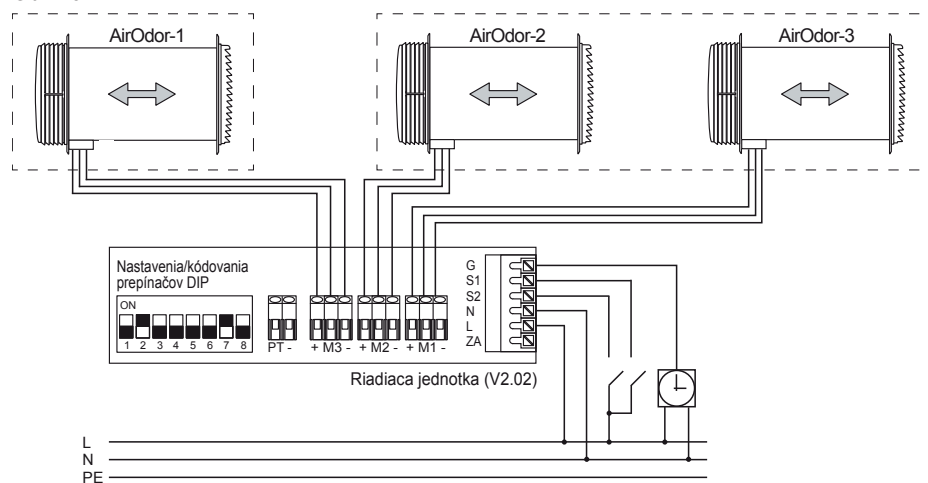 AirOdor-1 AirOdor-2 AirOdor-3
Nastavenia/kódovania
prepínačov DIP
ON
1 2 3 4 5 6 7 8
PT - + M3 - + M2 - + M1 -
G
S1
S2
N
L
ZA
Riadiaca jednotka (V2.02)
L
N
PE